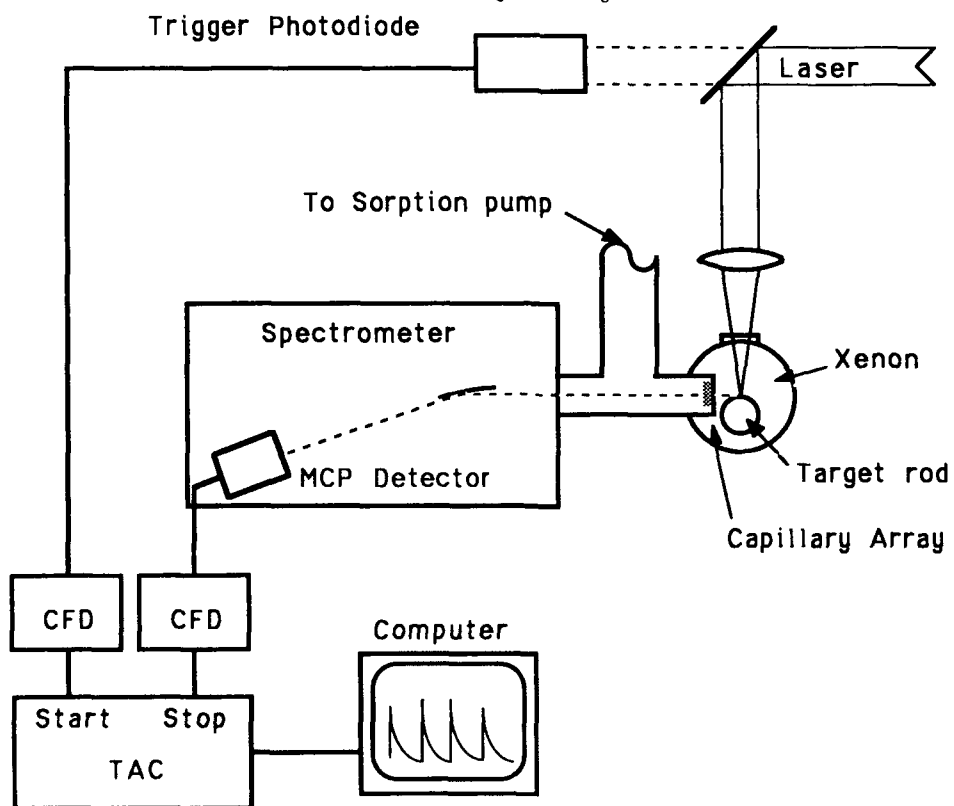 Trigger Photodiode
Laser
To Sorption pump
Spectrometer
Xenon
MCP Detector
Target rod
Capillary Array
CFD
CFD
Computer
Start
Stop
TAC